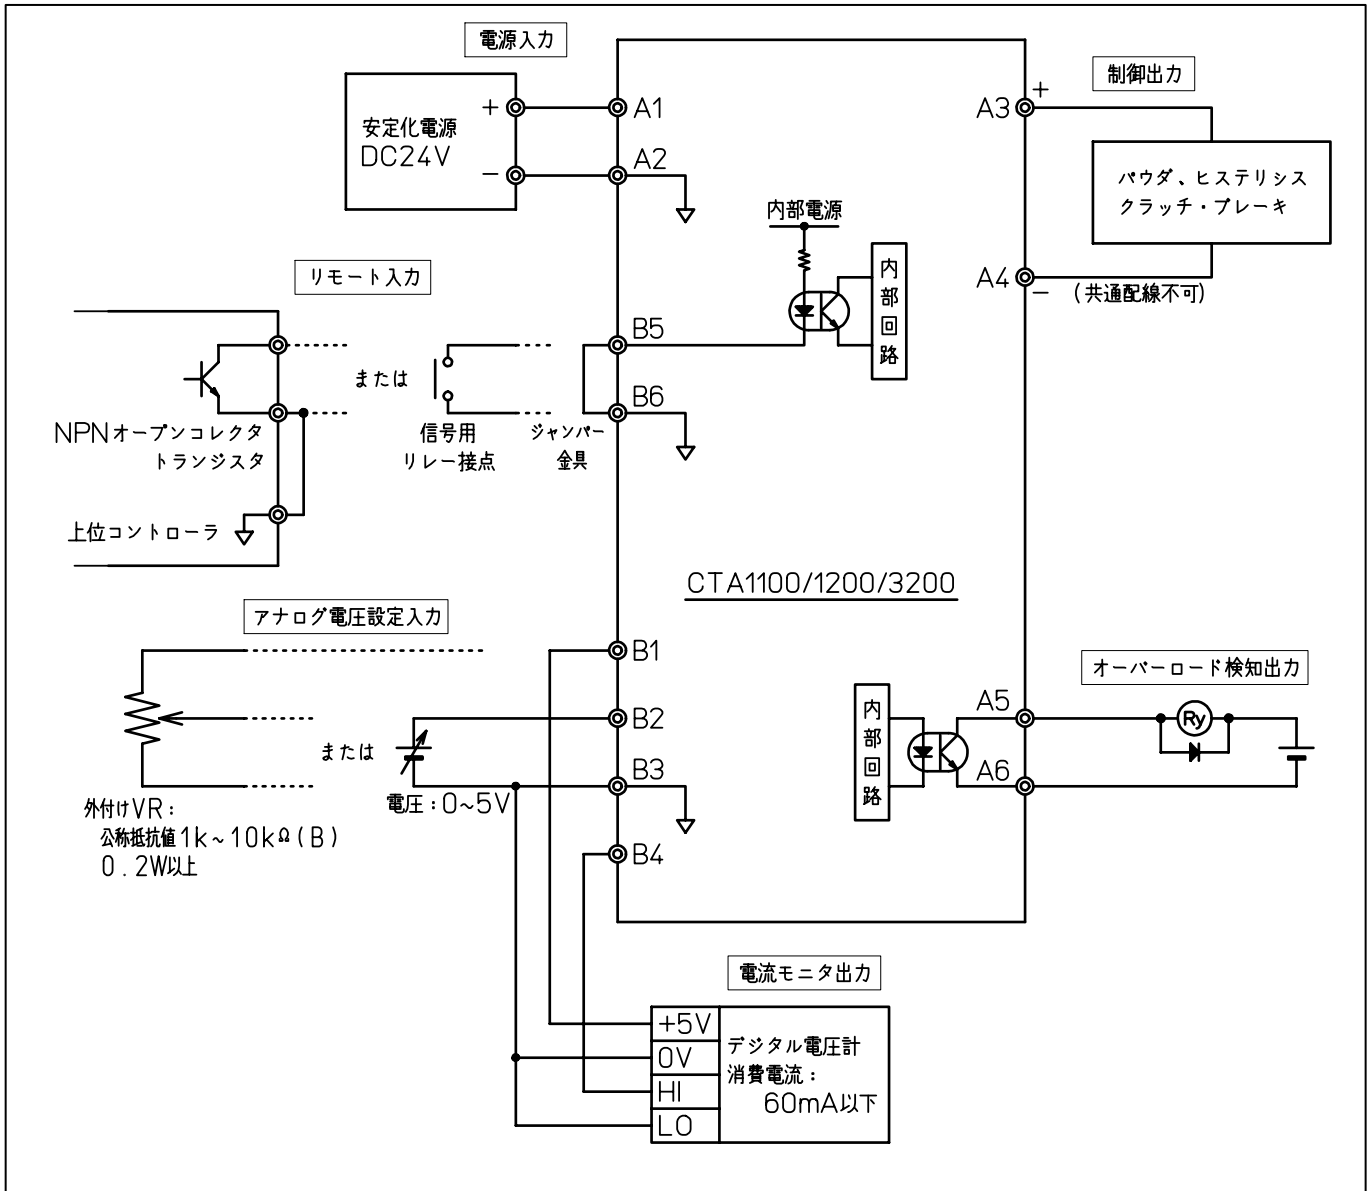 電源入力
安定化電源
DC24V
+
−
A1
A2
制御出力
A3
+
パウダ、ヒステリシス
クラッチ・ブレーキ
A4
−
(共通配線不可)
内部電源
内部回路
リモート入力
または
B5
B6
NPNオープンコレクタ
トランジスタ
信号用
リレー接点
ジャンパー
金具
上位コントローラ
CTA1100/1200/3200
アナログ電圧設定入力
B1
B2
または
B3
電圧:0~5V
B4
外付けVR:
公称抵抗値1k~10kΩ(B)
0.2W以上
オーバーロード検知出力
内部回路
A5
A6
Ry
電流モニタ出力
+5V
0V
HI
LO
デジタル電圧計
消費電流:
60mA以下